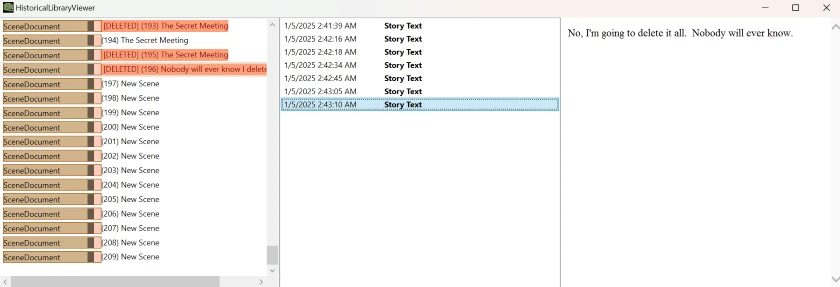 HistoricalLibraryViewer
SceneDocument [DELETED] (193) The Secret Meeting
SceneDocument (194) The Secret Meeting
SceneDocument [DELETED] (195) The Secret Meeting
SceneDocument [DELETED] (196) Nobody will ever know I delete
SceneDocument (197) New Scene
SceneDocument (198) New Scene
SceneDocument (199) New Scene
SceneDocument (200) New Scene
SceneDocument (201) New Scene
SceneDocument (202) New Scene
SceneDocument (203) New Scene
SceneDocument (204) New Scene
SceneDocument (205) New Scene
SceneDocument (206) New Scene
SceneDocument (207) New Scene
SceneDocument (208) New Scene
SceneDocument (209) New Scene
1/5/2025 2:41:39 AM Story Text
1/5/2025 2:42:16 AM Story Text
1/5/2025 2:42:18 AM Story Text
1/5/2025 2:42:34 AM Story Text
1/5/2025 2:42:45 AM Story Text
1/5/2025 2:43:05 AM Story Text
1/5/2025 2:43:10 AM Story Text
No, I'm going to delete it all. Nobody will ever know.